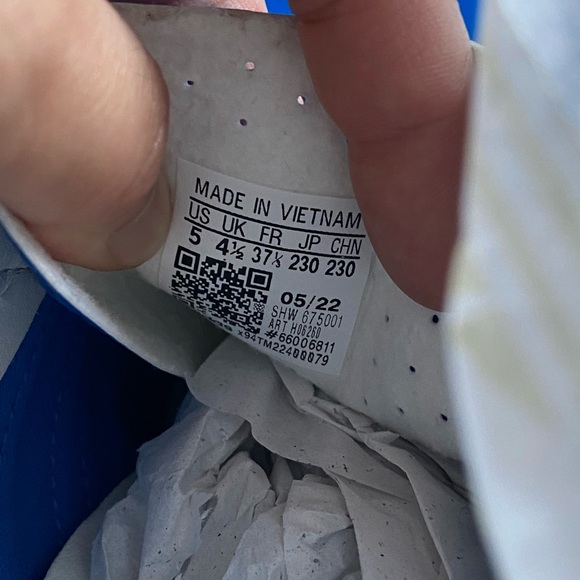 MADE IN VIETNAM
US UK FR JP CHN
5 4½ 37⅓ 230 230
05/22
SHW 675001
ART H06260
#66006811
x94TM22400079